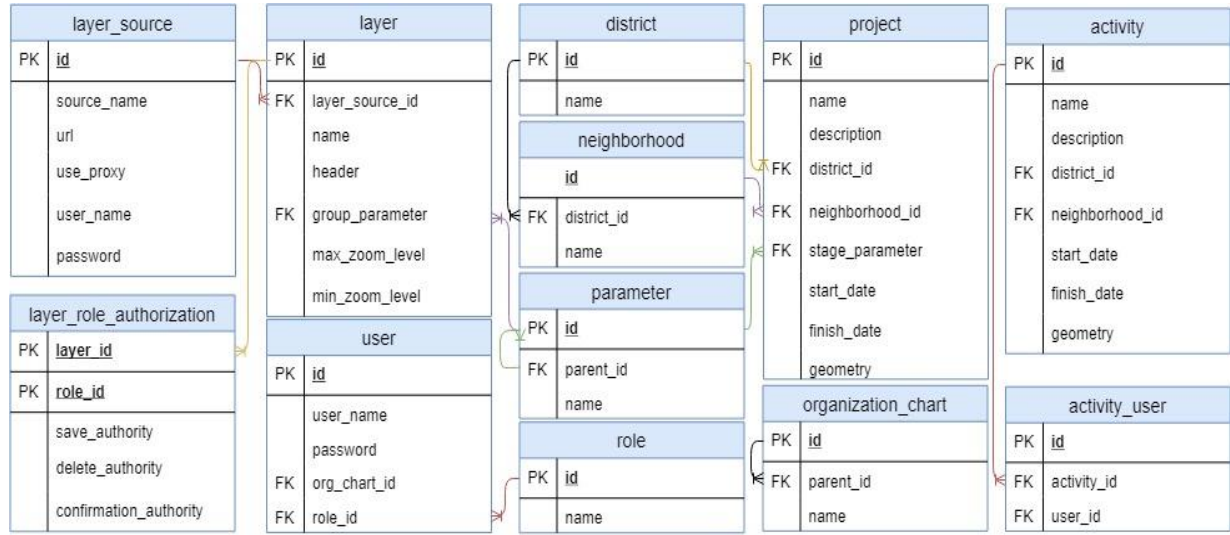 layer_source
PK id
source_name
url
use_proxy
user_name
password
layer_role_authorization
PK layer_id
PK role_id
save_authority
delete_authority
confirmation_authority
layer
PK id
FK layer_source_id
name
header
FK group_parameter
max_zoom_level
min_zoom_level
user
PK id
user_name
password
FK org_chart_id
FK role_id
district
PK id
name
neighborhood
id
FK district_id
name
parameter
PK id
FK parent_id
name
role
PK id
name
project
PK id
name
description
FK district_id
FK neighborhood_id
FK stage_parameter
start_date
finish_date
geometry
organization_chart
PK id
FK parent_id
name
activity
PK id
name
description
FK district_id
FK neighborhood_id
start_date
finish_date
geometry
activity_user
PK id
FK activity_id
FK user_id